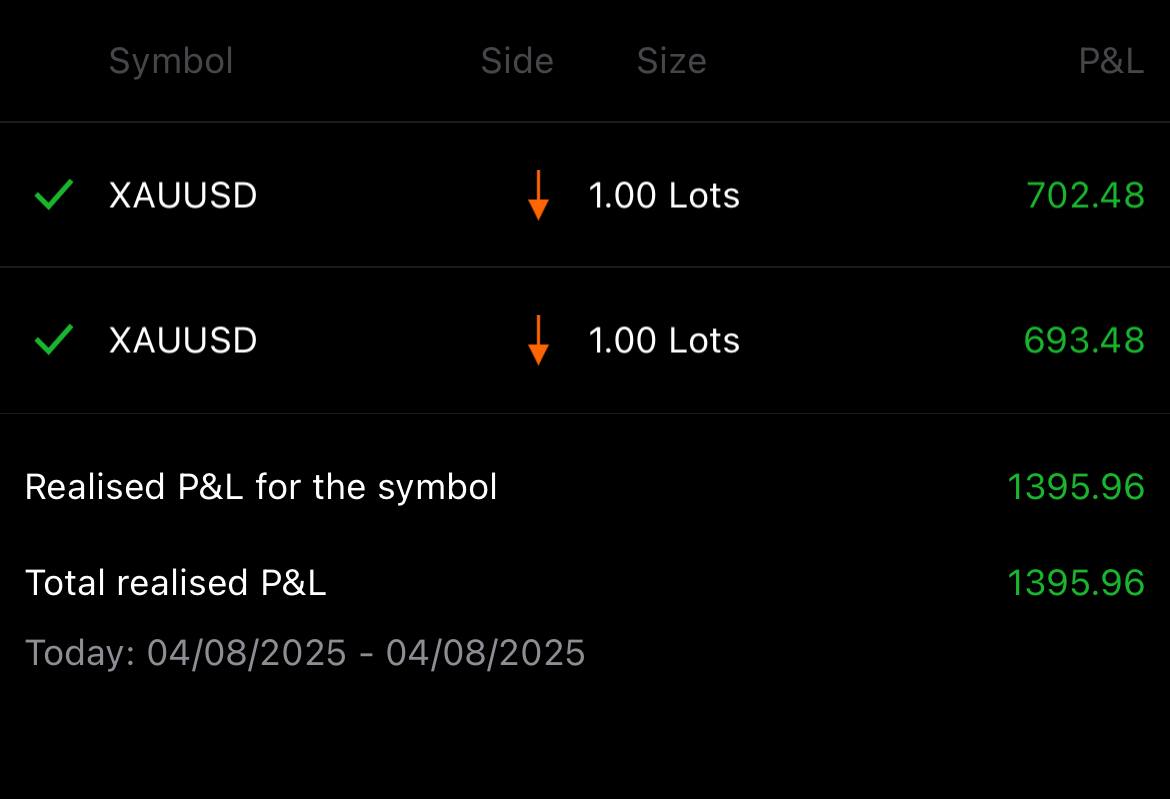 Symbol Side Size P&L
XAUUSD 1.00 Lots 702.48
XAUUSD 1.00 Lots 693.48
Realised P&L for the symbol 1395.96
Total realised P&L 1395.96
Today: 04/08/2025 - 04/08/2025